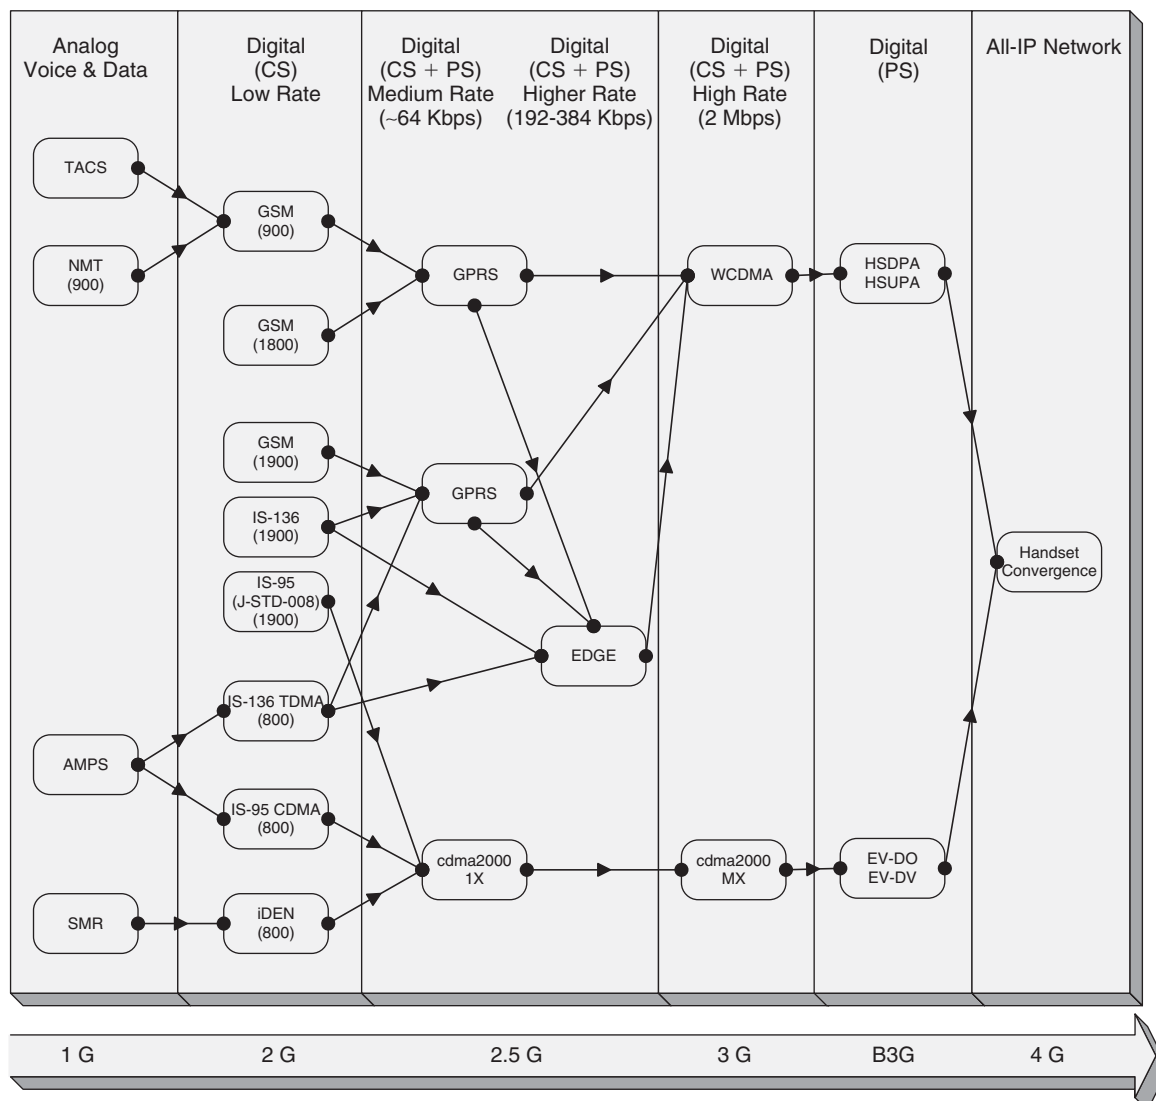 Analog
Voice & Data
Digital
(CS)
Low Rate
Digital
(CS + PS)
Medium Rate
(~64 Kbps)
Digital
(CS + PS)
Higher Rate
(192-384 Kbps)
Digital
(CS + PS)
High Rate
(2 Mbps)
Digital
(PS)
All-IP Network
TACS
NMT
(900)
AMPS
SMR
GSM
(900)
GSM
(1800)
GSM
(1900)
IS-136
(1900)
IS-95
(J-STD-008)
(1900)
IS-136 TDMA
(800)
IS-95 CDMA
(800)
iDEN
(800)
GPRS
GPRS
cdma2000
1X
EDGE
WCDMA
cdma2000
MX
HSDPA
HSUPA
EV-DO
EV-DV
Handset
Convergence
1 G
2 G
2.5 G
3 G
B3G
4 G